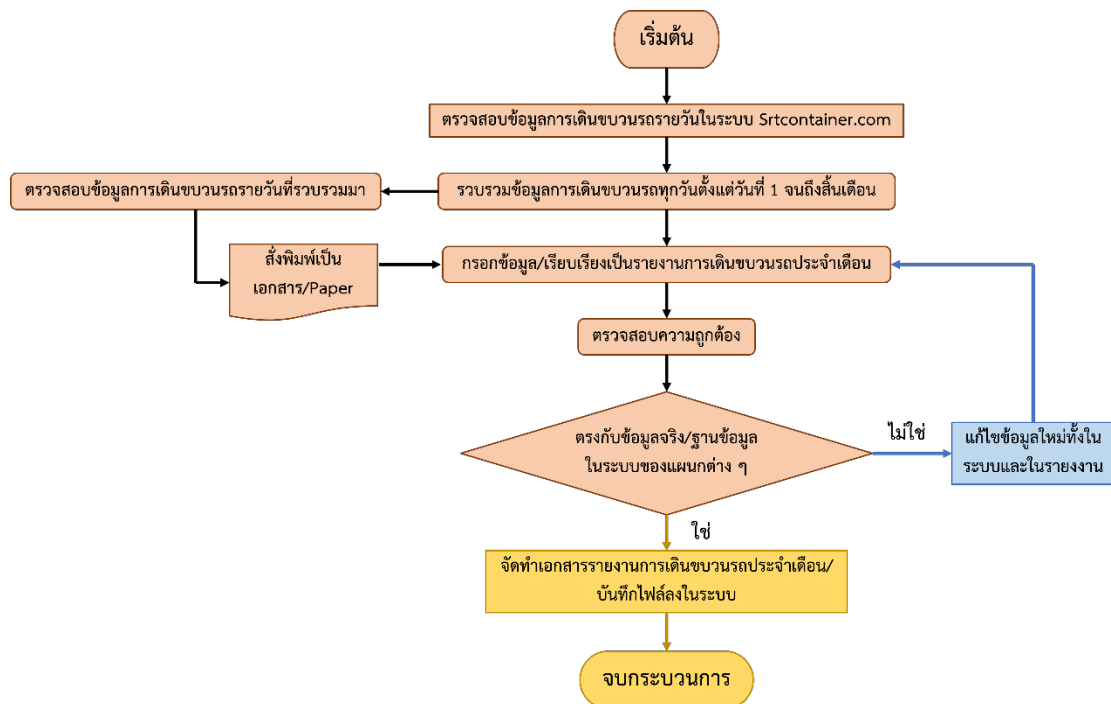 เริ่มต้น
ตรวจสอบข้อมูลการเดินขบวนรถรายวันในระบบ Srtcontainer.com
ตรวจสอบข้อมูลการเดินขบวนรถรายวันที่รวบรวมมา
รวบรวมข้อมูลการเดินขบวนรถทุกวันตั้งแต่วันที่ 1 จนถึงสิ้นเดือน
สั่งพิมพ์เป็น
เอกสาร/Paper
กรอกข้อมูล/เรียบเรียงเป็นรายงานการเดินขบวนรถประจำเดือน
ตรวจสอบความถูกต้อง
ตรงกับข้อมูลจริง/ฐานข้อมูล
ในระบบของแผนกต่าง ๆ
ไม่ใช่
แก้ไขข้อมูลใหม่ทั้งใน
ระบบและในรายงงาน
ใช่
จัดทำเอกสารรายงานการเดินขบวนรถประจำเดือน/
บันทึกไฟล์ลงในระบบ
จบกระบวนการ